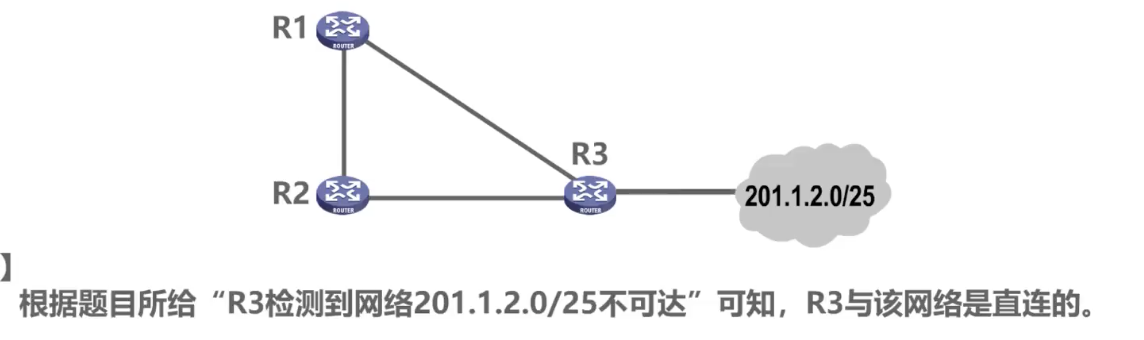 R1
ROUTER
R3
R2
ROUTER
ROUTER
201.1.2.0/25
】
根据题目所给“R3检测到网络201.1.2.0/25不可达”可知，R3与该网络是直连的。